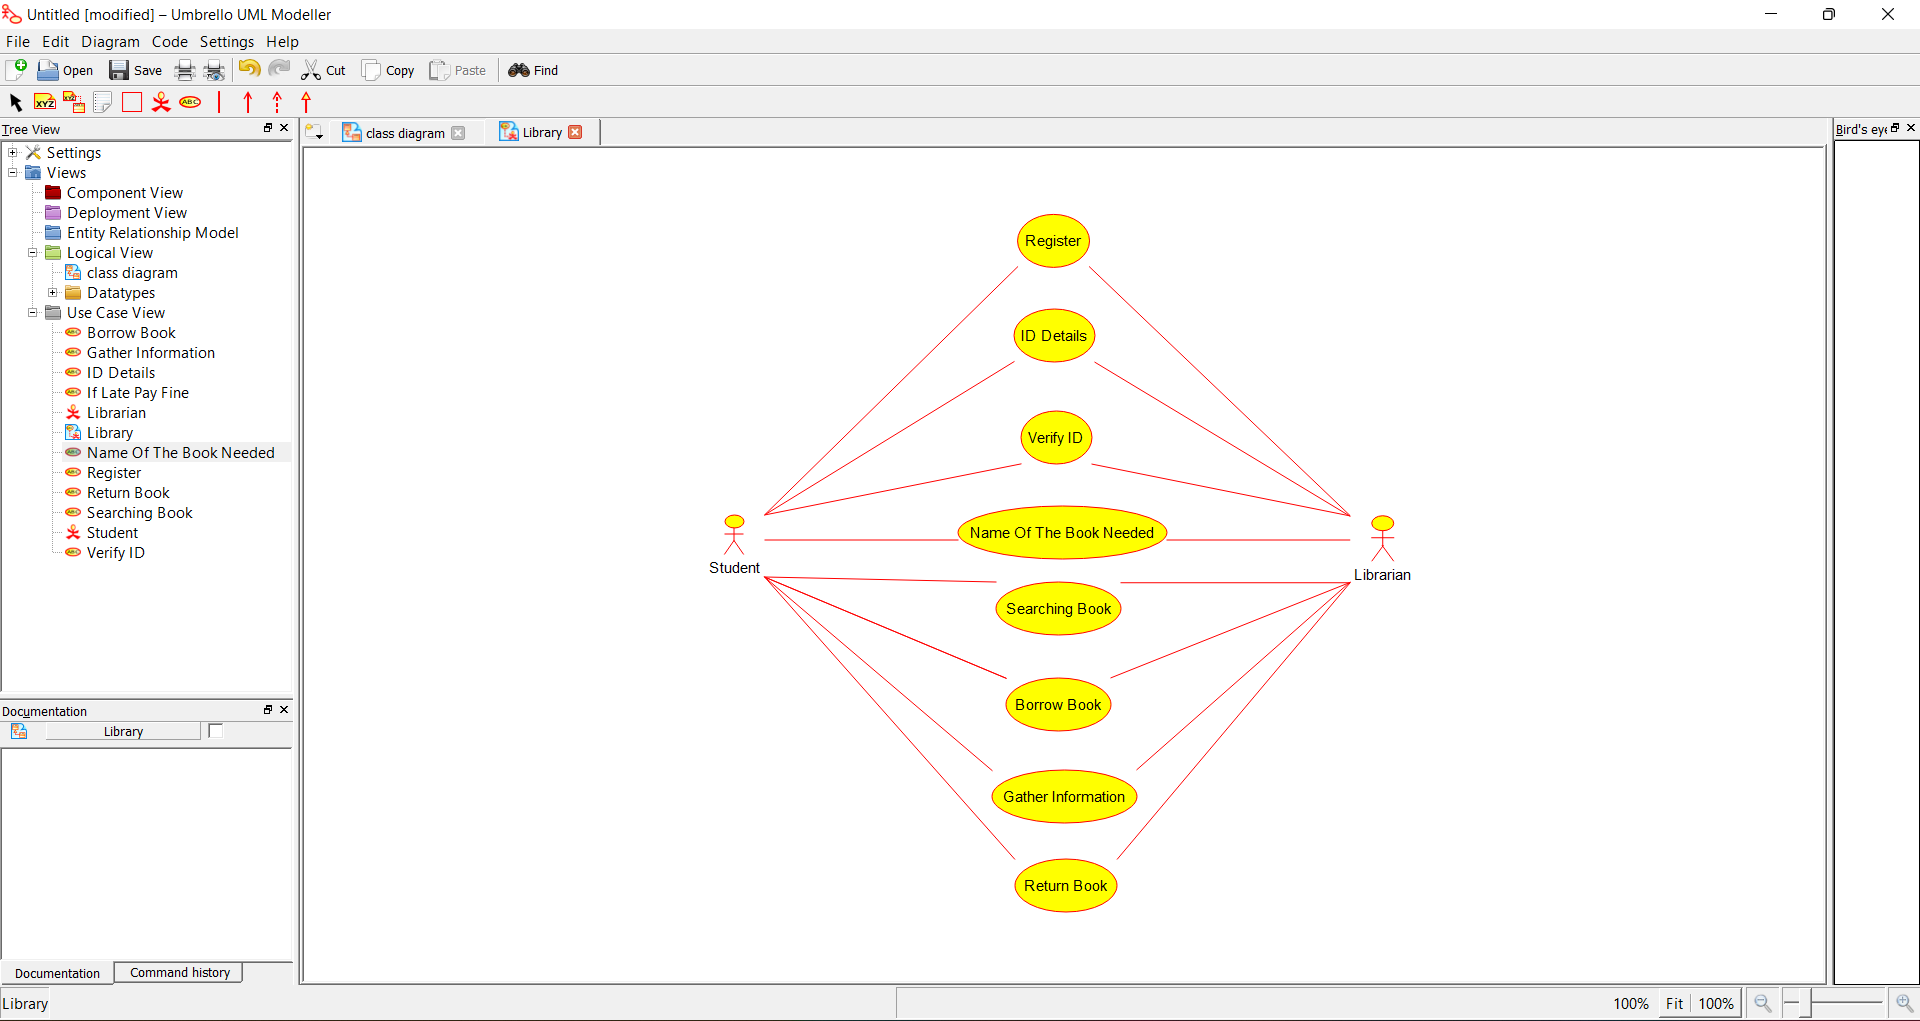 Untitled [modified] – Umbrello UML Modeller
File Edit Diagram Code Settings Help
Open Save Cut Copy Paste Find
XYZ XYZ ABC
Tree View
class diagram Library
Bird's eye
Settings
Views
Component View
Deployment View
Entity Relationship Model
Logical View
class diagram
Datatypes
Use Case View
Borrow Book
Gather Information
ID Details
If Late Pay Fine
Librarian
Library
Name Of The Book Needed
Register
Return Book
Searching Book
Student
Verify ID
Documentation
Library
Documentation Command history
Register
ID Details
Verify ID
Name Of The Book Needed
Student
Librarian
Searching Book
Borrow Book
Gather Information
Return Book
Library
100% Fit 100%